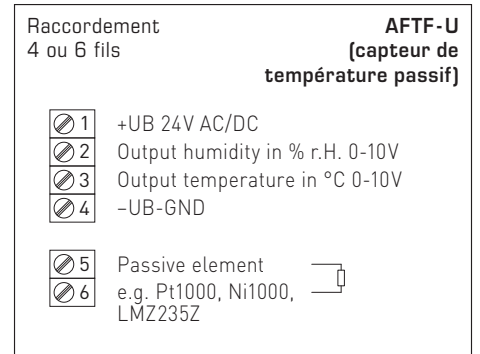 Raccordement
4 ou 6 fils
AFTF-U
(capteur de
température passif)
1 +UB 24V AC/DC
2 Output humidity in % r.H. 0-10V
3 Output temperature in °C 0-10V
4 –UB-GND
5 Passive element
6 e.g. Pt1000, Ni1000,
LMZ235Z